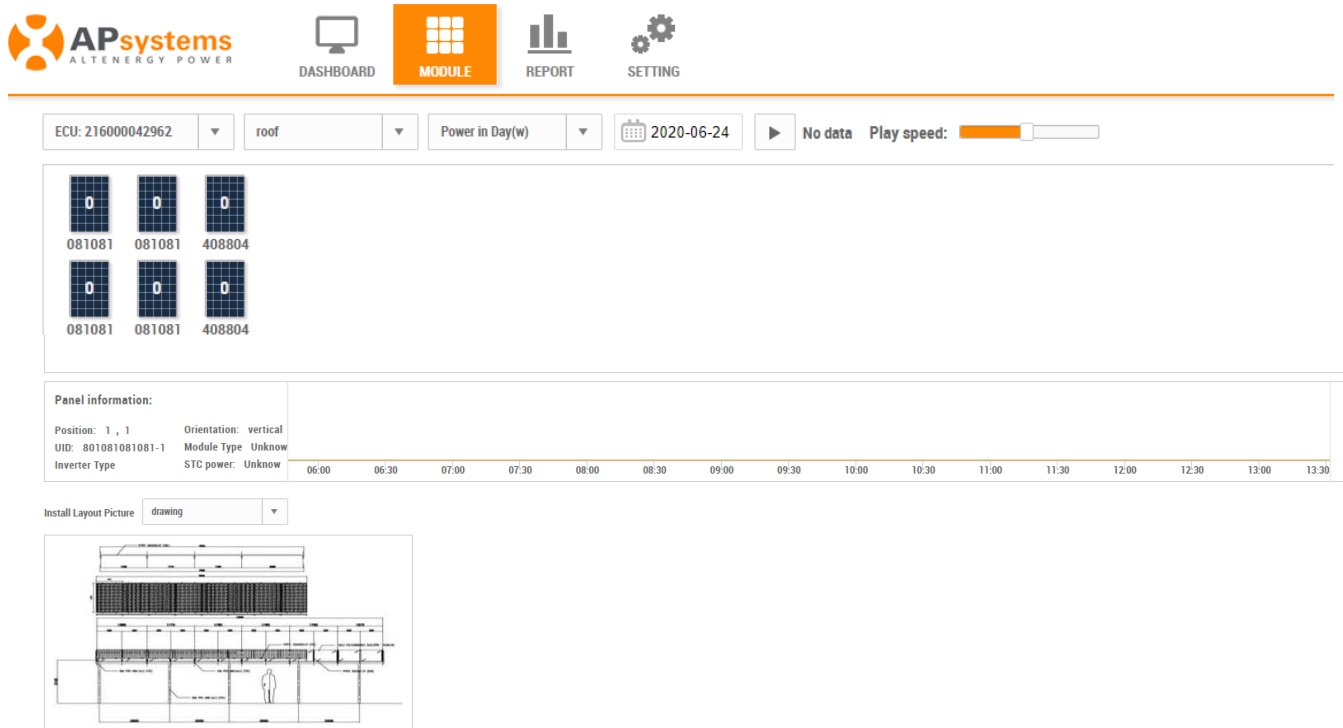 APsystems
ALTENERGY POWER
DASHBOARD
MODULE
REPORT
SETTING
ECU: 216000042962
roof
Power in Day(w)
2020-06-24
No data
Play speed:
0 0 0
081081 081081 408804
0 0 0
081081 081081 408804
Panel information:
Position: 1 , 1 Orientation: vertical
UID: 801081081081-1 Module Type Unknow
Inverter Type STC power: Unknow
06:00 06:30 07:00 07:30 08:00 08:30 09:00 09:30 10:00 10:30 11:00 11:30 12:00 12:30 13:00 13:30
Install Layout Picture drawing